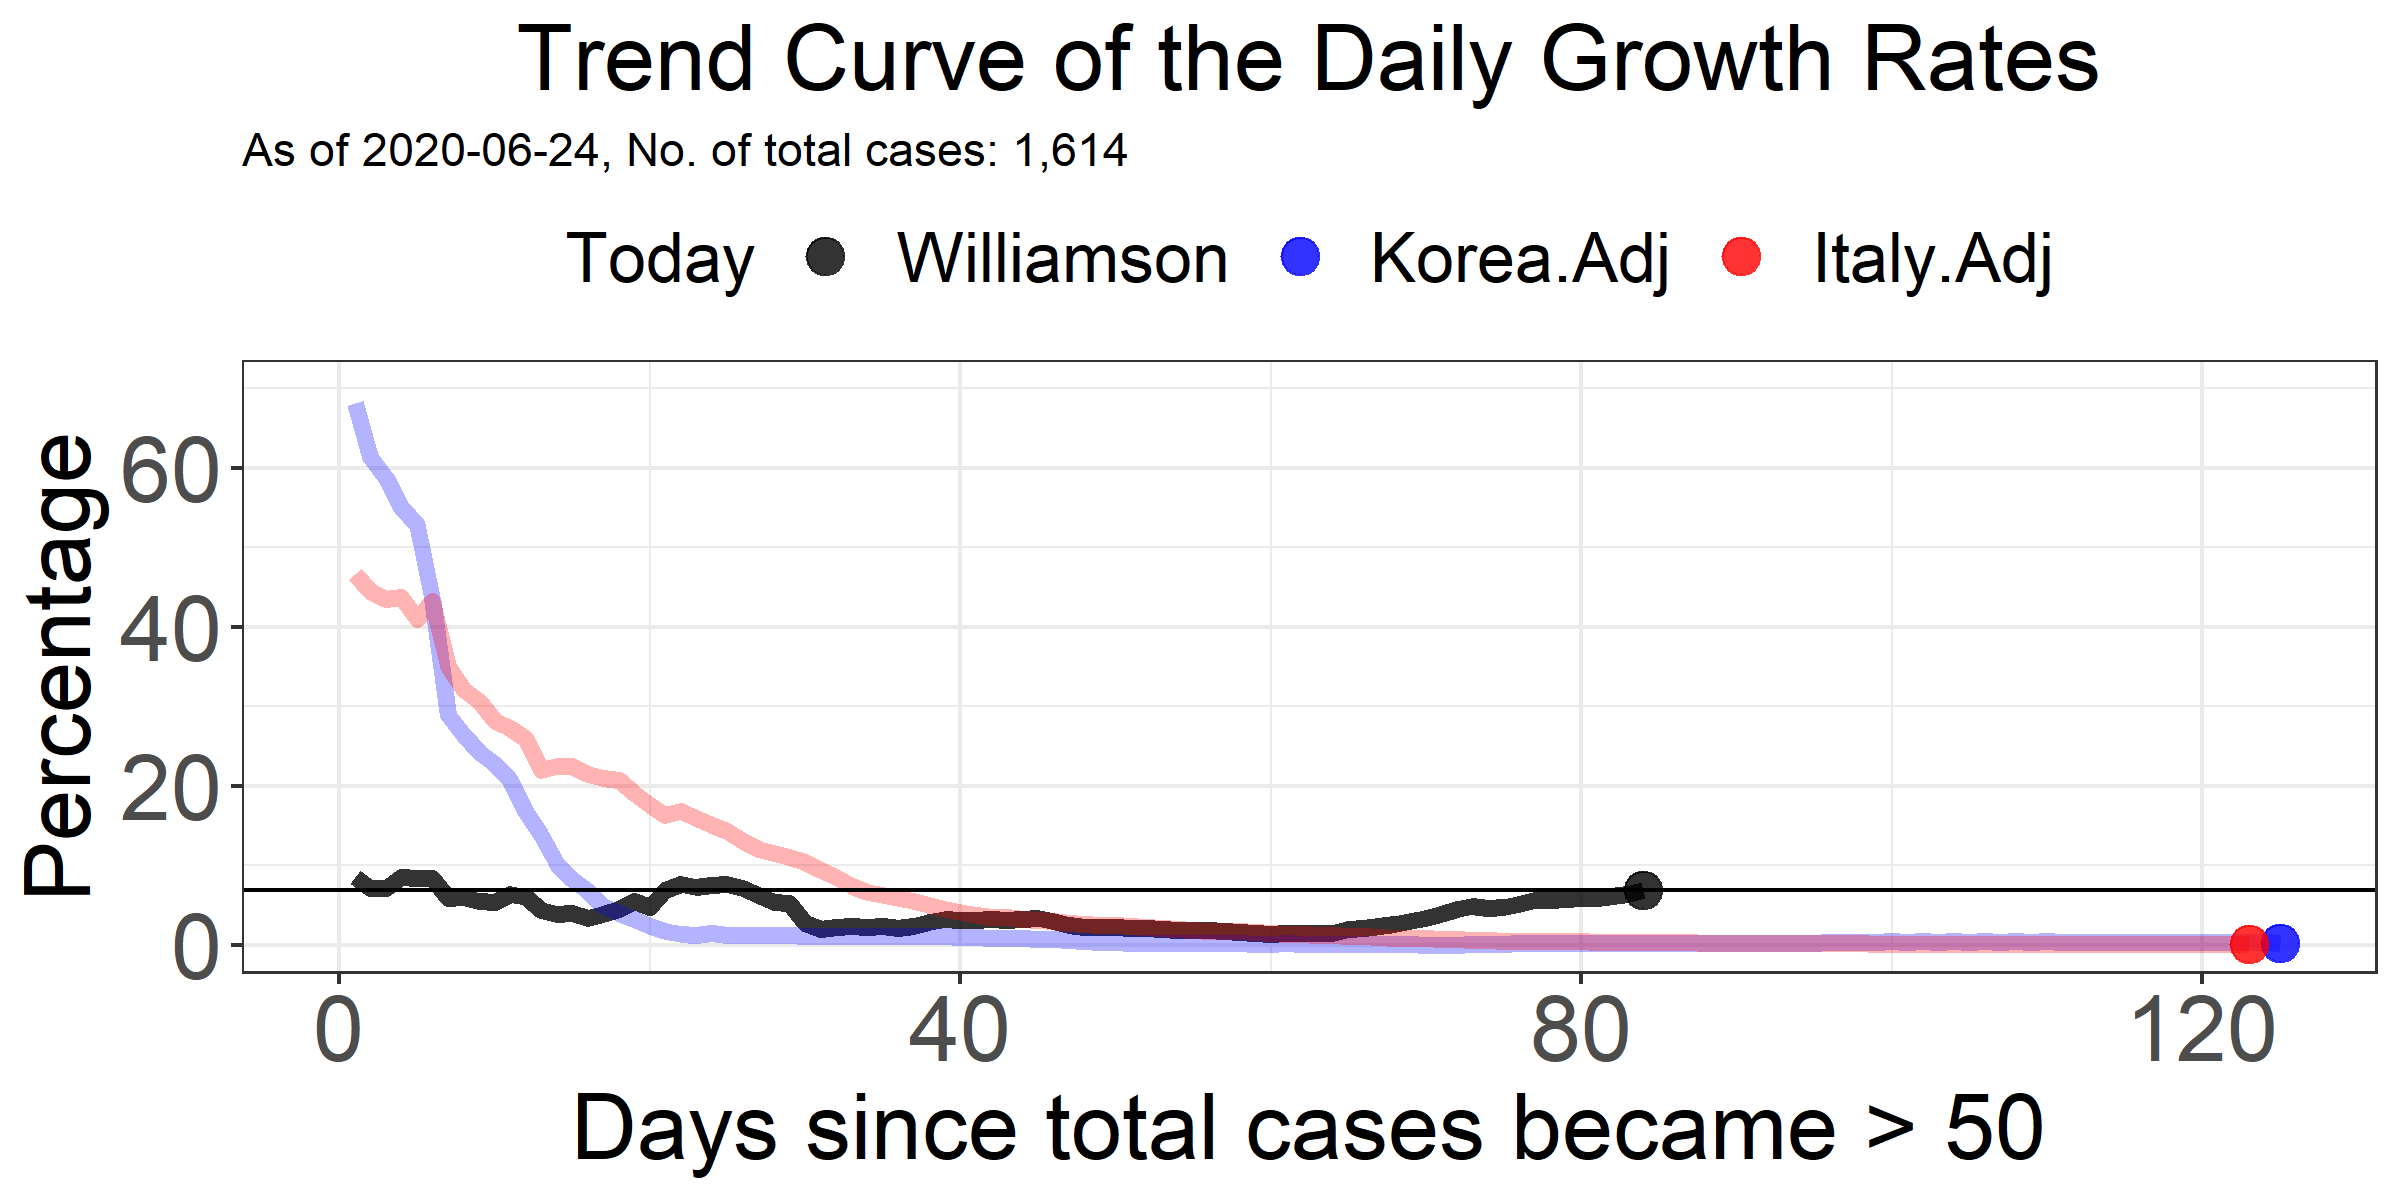 Trend Curve of the Daily Growth Rates
As of 2020-06-24, No. of total cases: 1,614
Today Williamson Korea.Adj Italy.Adj
Percentage
60
40
20
0
0 40 80 120
Days since total cases became > 50